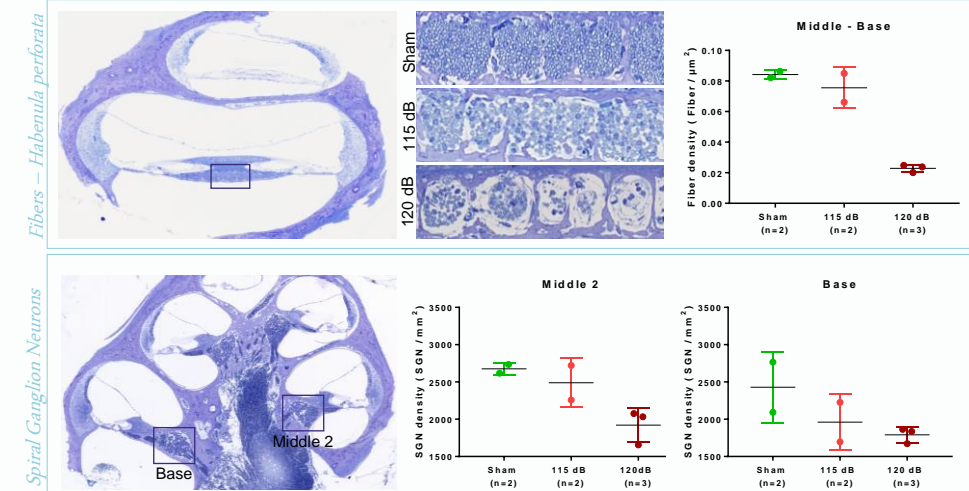 Fibers – Habenula perforata
Sham
115 dB
120 dB
Middle - Base
Fiber density ( Fiber / µm²)
0.10
0.08
0.06
0.04
0.02
0.00
Sham
(n=2)
115 dB
(n=2)
120 dB
(n=3)
Spiral Ganglion Neurons
Base
Middle 2
Middle 2
SGN density ( SGN / mm²)
3500
3000
2500
2000
1500
Sham
(n=2)
115 dB
(n=2)
120dB
(n=3)
Base
SGN density ( SGN / mm²)
3500
3000
2500
2000
1500
Sham
(n=2)
115 dB
(n=2)
120 dB
(n=3)